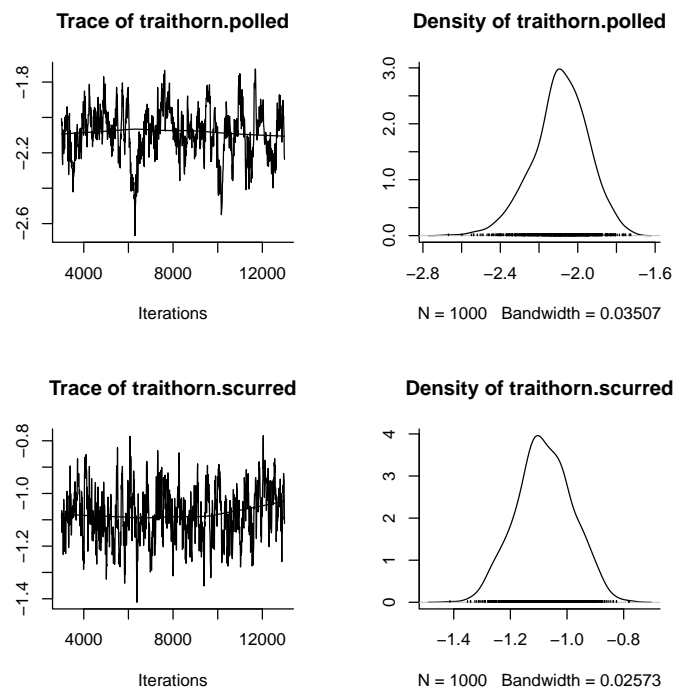 Trace of traithorn.polled
−1.8
−2.2
−2.6
4000 8000 12000
Iterations
Density of traithorn.polled
3.0
2.0
1.0
0.0
−2.8 −2.4 −2.0 −1.6
N = 1000 Bandwidth = 0.03507
Trace of traithorn.scurred
−0.8
−1.0
−1.2
−1.4
4000 8000 12000
Iterations
Density of traithorn.scurred
4
3
2
1
0
−1.4 −1.2 −1.0 −0.8
N = 1000 Bandwidth = 0.02573